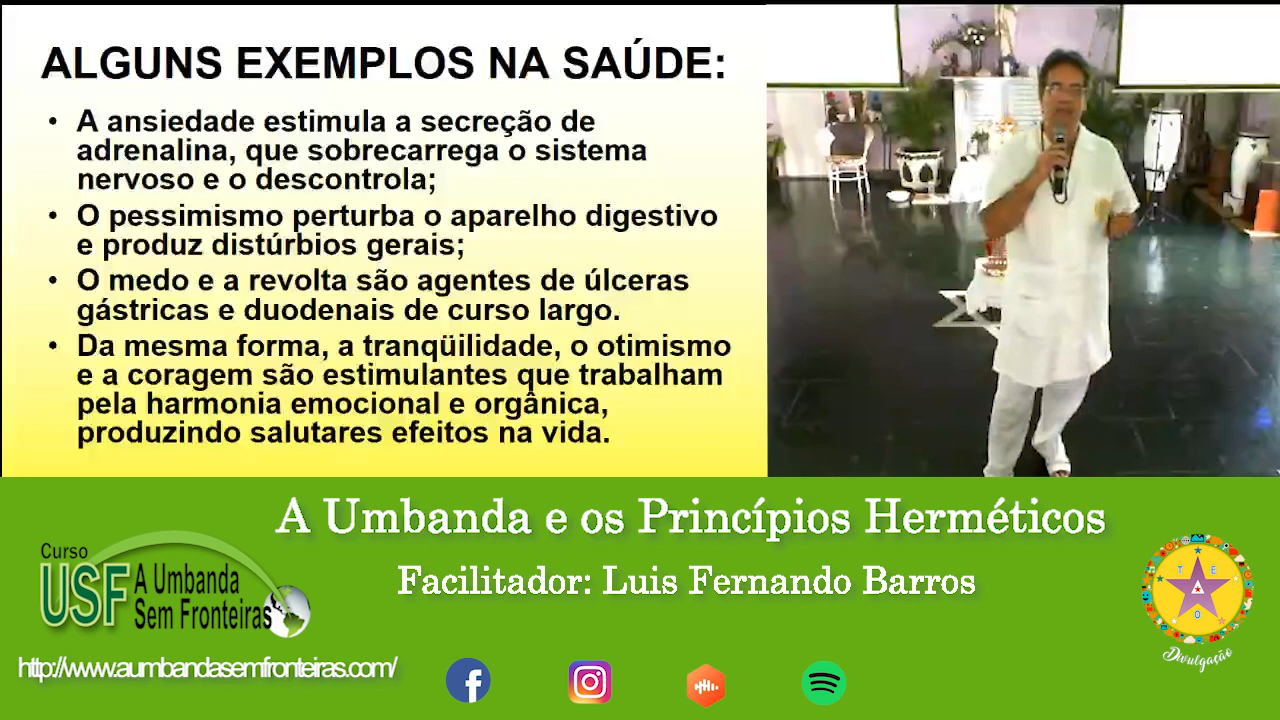 ALGUNS EXEMPLOS NA SAÚDE:
• A ansiedade estimula a secreção de
adrenalina, que sobrecarrega o sistema
nervoso e o descontrola;
• O pessimismo perturba o aparelho digestivo
e produz distúrbios gerais;
• O medo e a revolta são agentes de úlceras
gástricas e duodenais de curso largo.
• Da mesma forma, a tranqüilidade, o otimismo
e a coragem são estimulantes que trabalham
pela harmonia emocional e orgânica,
produzindo salutares efeitos na vida.
A Umbanda e os Princípios Herméticos
Facilitador: Luis Fernando Barros
Curso
USF
A Umbanda
Sem Fronteiras
http://www.aumbandasemfronteiras.com/
T E
A
O
Divulgação